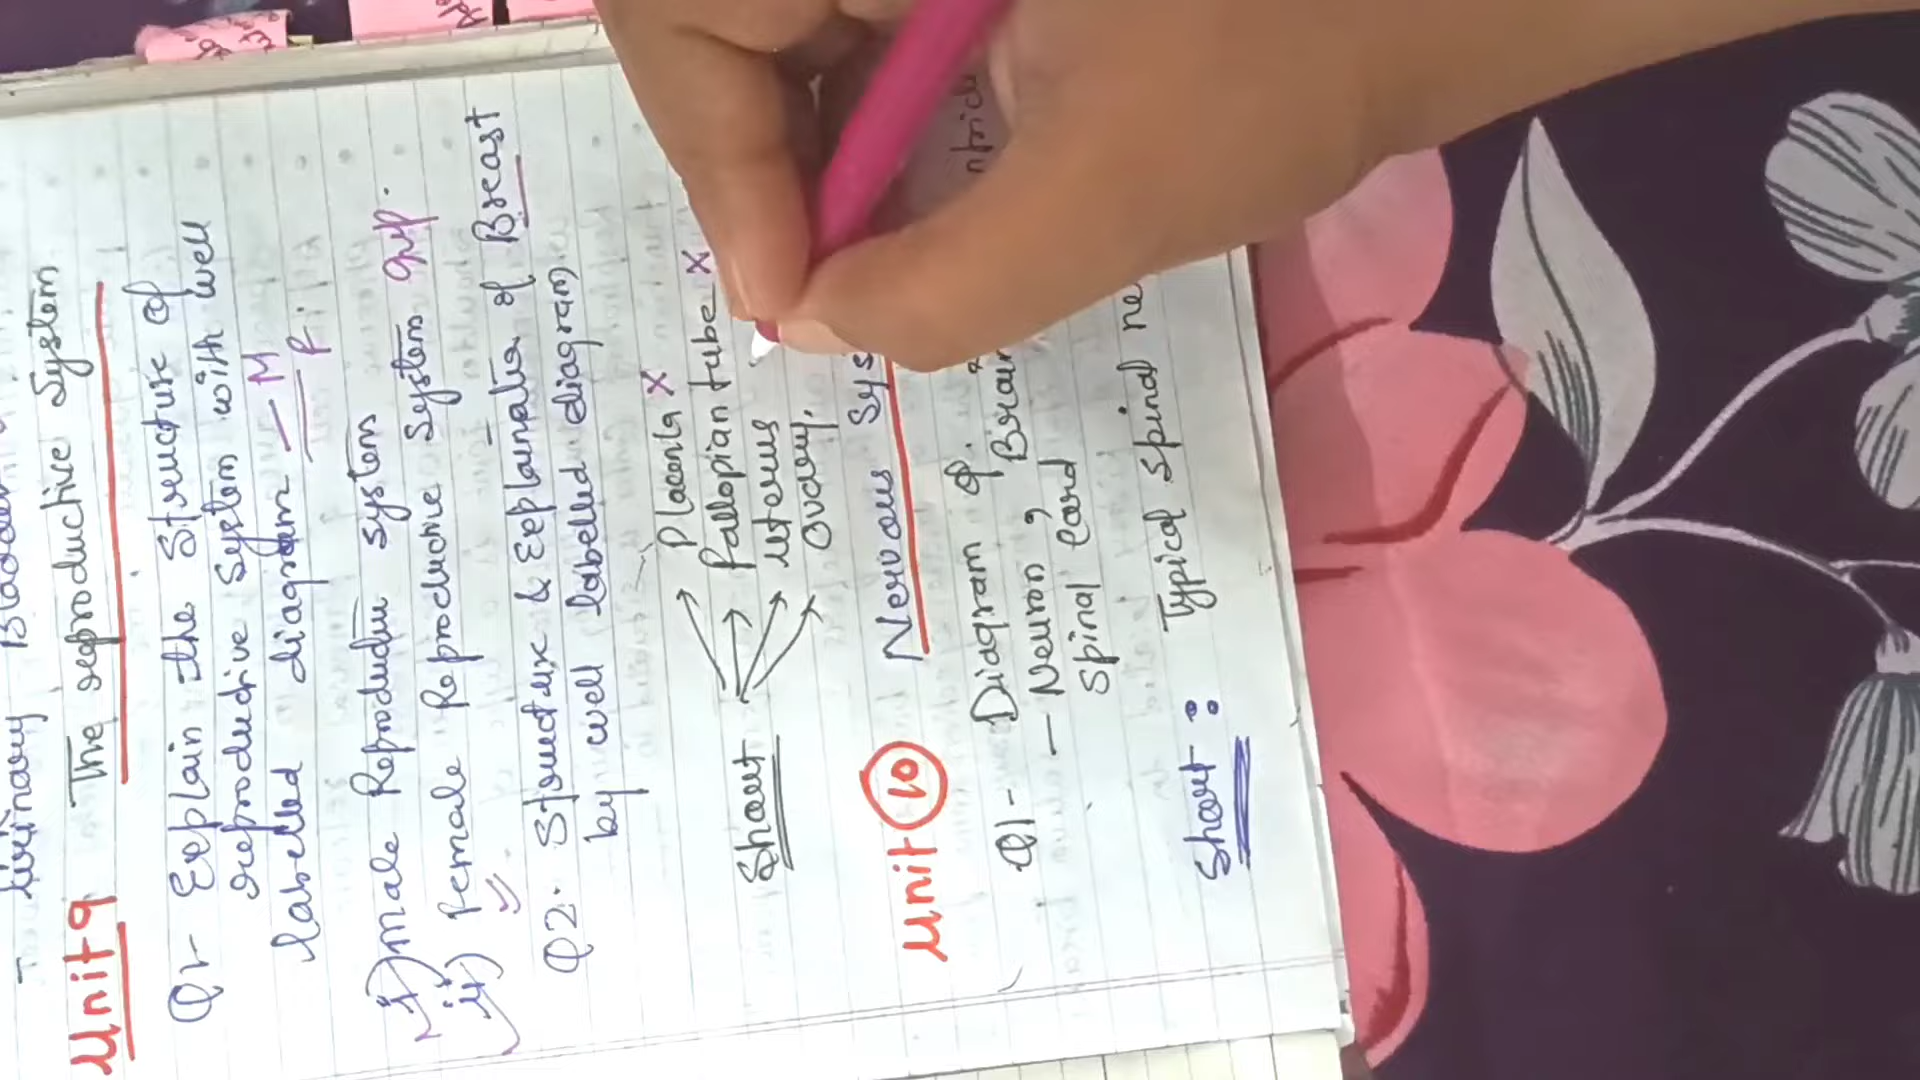 Urinary Bladder
Unit 9 The reproductive System
Q1- Explain the Structure of
reproductive System with well
labelled diagram — M
F
i) Male Reproductive System
ii) Female Reproductive System
Q2. Structure & Explanation of Breast
by well labelled diagram
Short
Placenta X
Fallopian tube X
Uterus
Ovary.
Unit 10 Nervous Sys
Q1- Diagram of.
- Neuron, Brain
Spinal Cord
Short : Typical Spinal ne